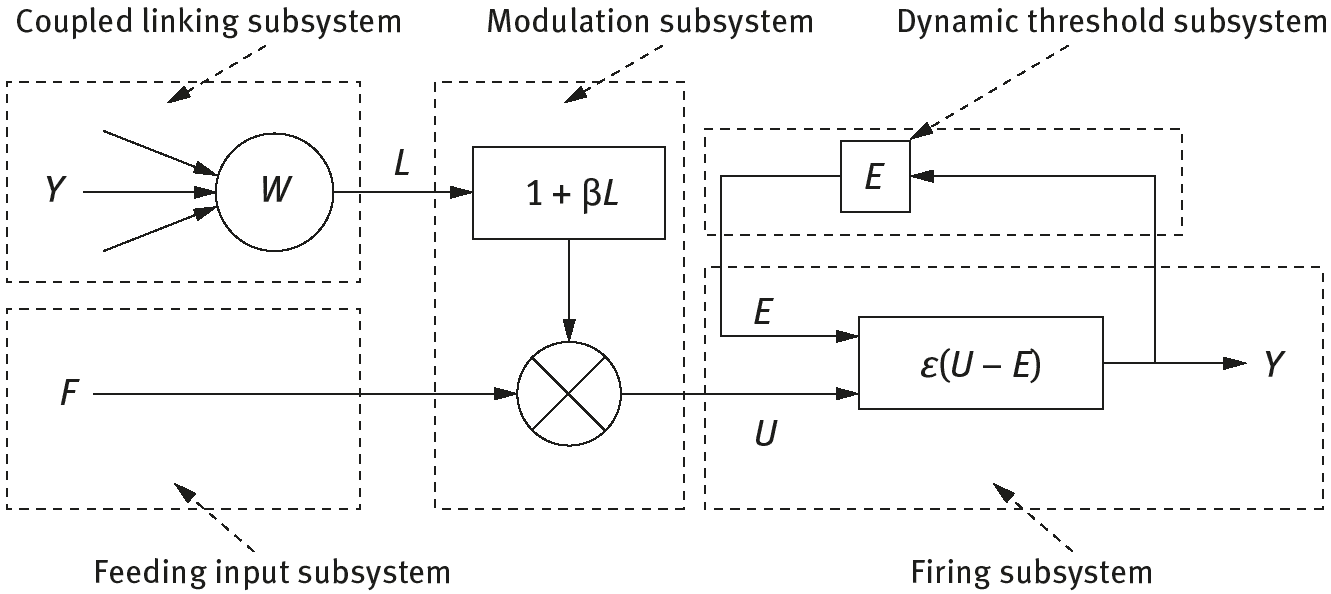 Coupled linking subsystem
Modulation subsystem
Dynamic threshold subsystem
Y
W
L
1 + βL
E
F
E
U
ε(U – E)
Y
Feeding input subsystem
Firing subsystem